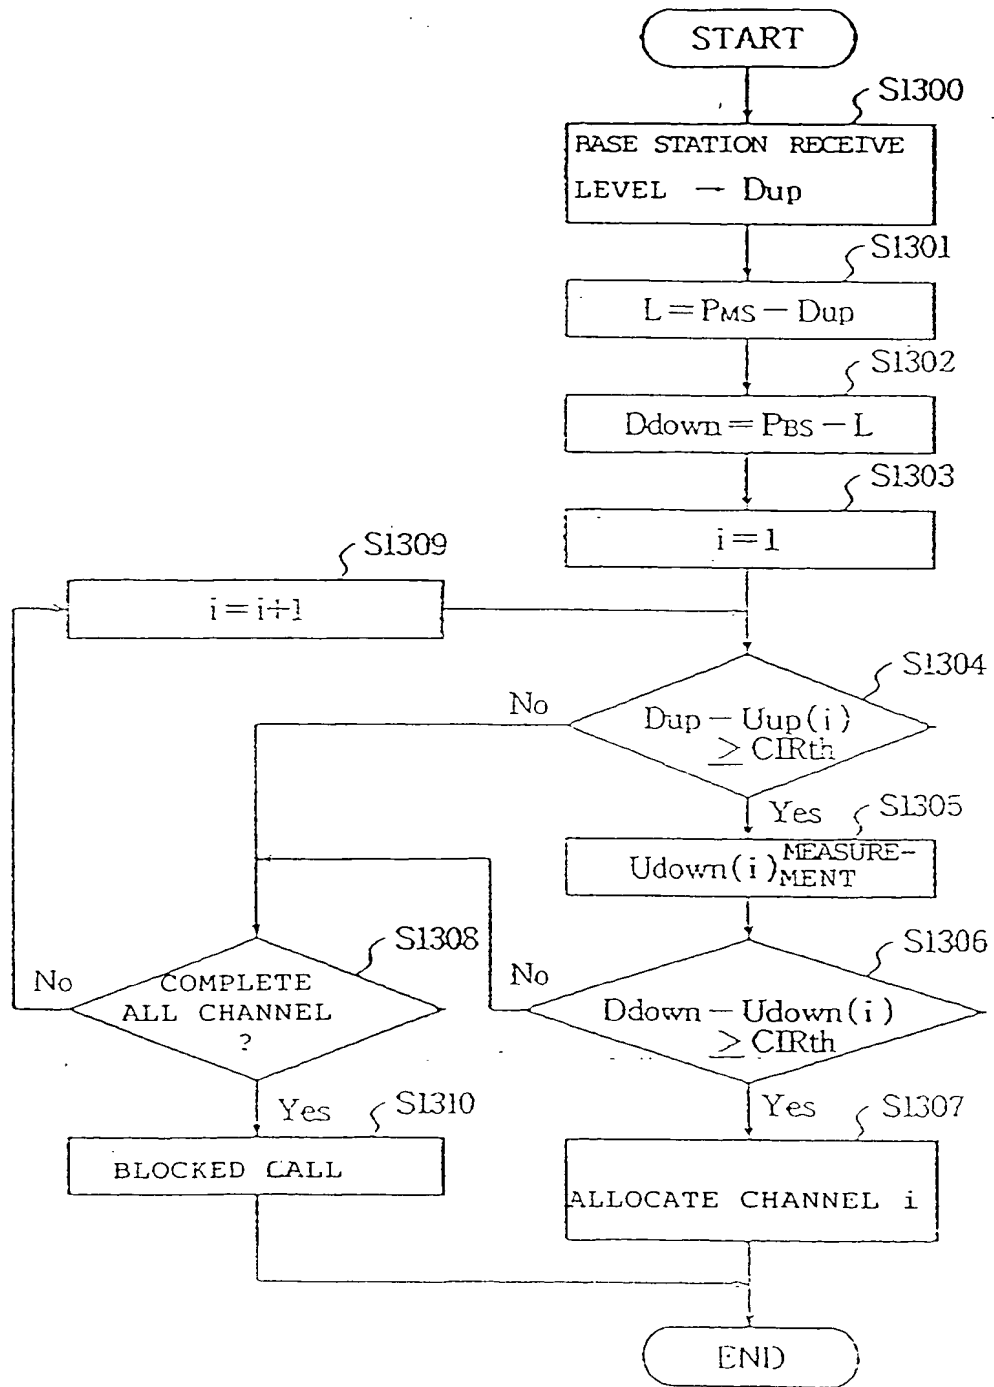 START
S1300
BASE STATION RECEIVE
LEVEL → Dup
S1301
L=PMS−Dup
S1302
Ddown=PBS−L
S1303
i=1
S1309
i=i+1
S1304
No
Dup−Uup(i)
≥CIRth
Yes
S1305
Udown(i) MEASURE-
MENT
S1308
S1306
No
COMPLETE
ALL CHANNEL
?
No
Ddown−Udown(i)
≥CIRth
Yes
S1310
Yes
S1307
BLOCKED CALL
ALLOCATE CHANNEL i
END